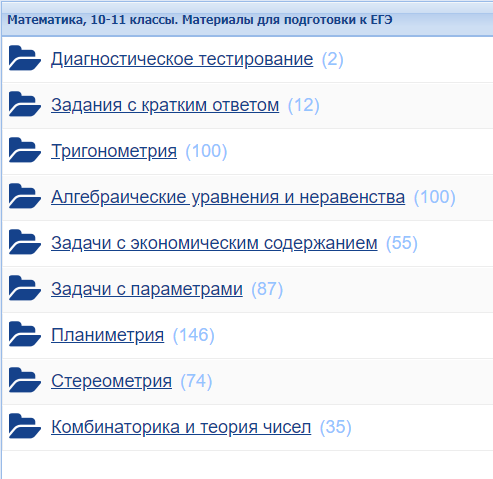 Математика, 10-11 классы. Материалы для подготовки к ЕГЭ
Диагностическое тестирование (2)
Задания с кратким ответом (12)
Тригонометрия (100)
Алгебраические уравнения и неравенства (100)
Задачи с экономическим содержанием (55)
Задачи с параметрами (87)
Планиметрия (146)
Стереометрия (74)
Комбинаторика и теория чисел (35)